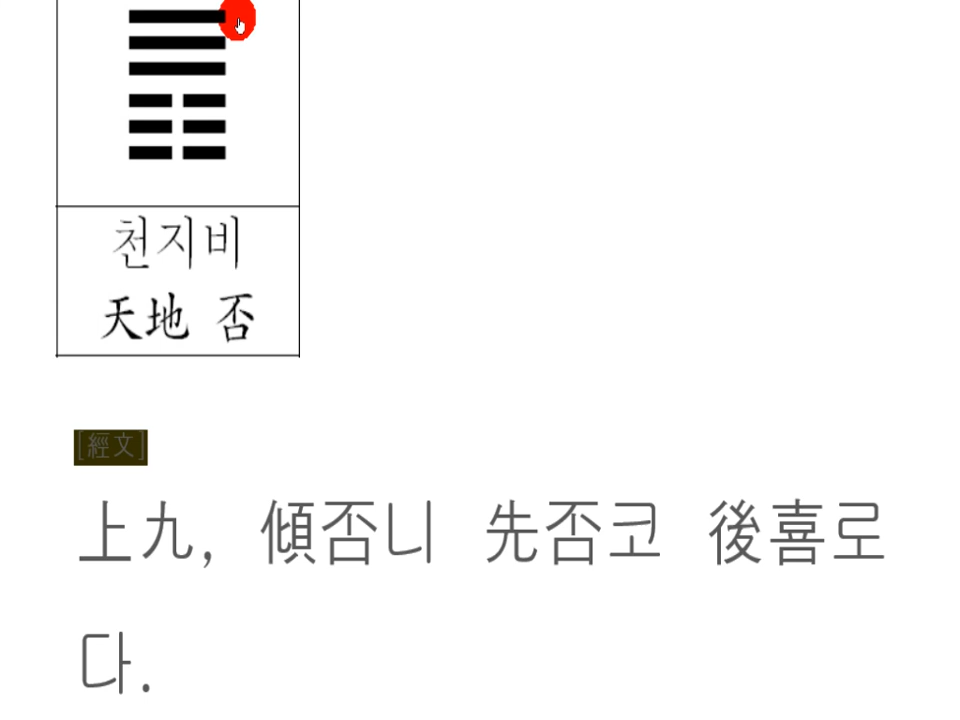 천지비
天地 否
[經文]
上九, 傾否니 先否코 後喜로
다.